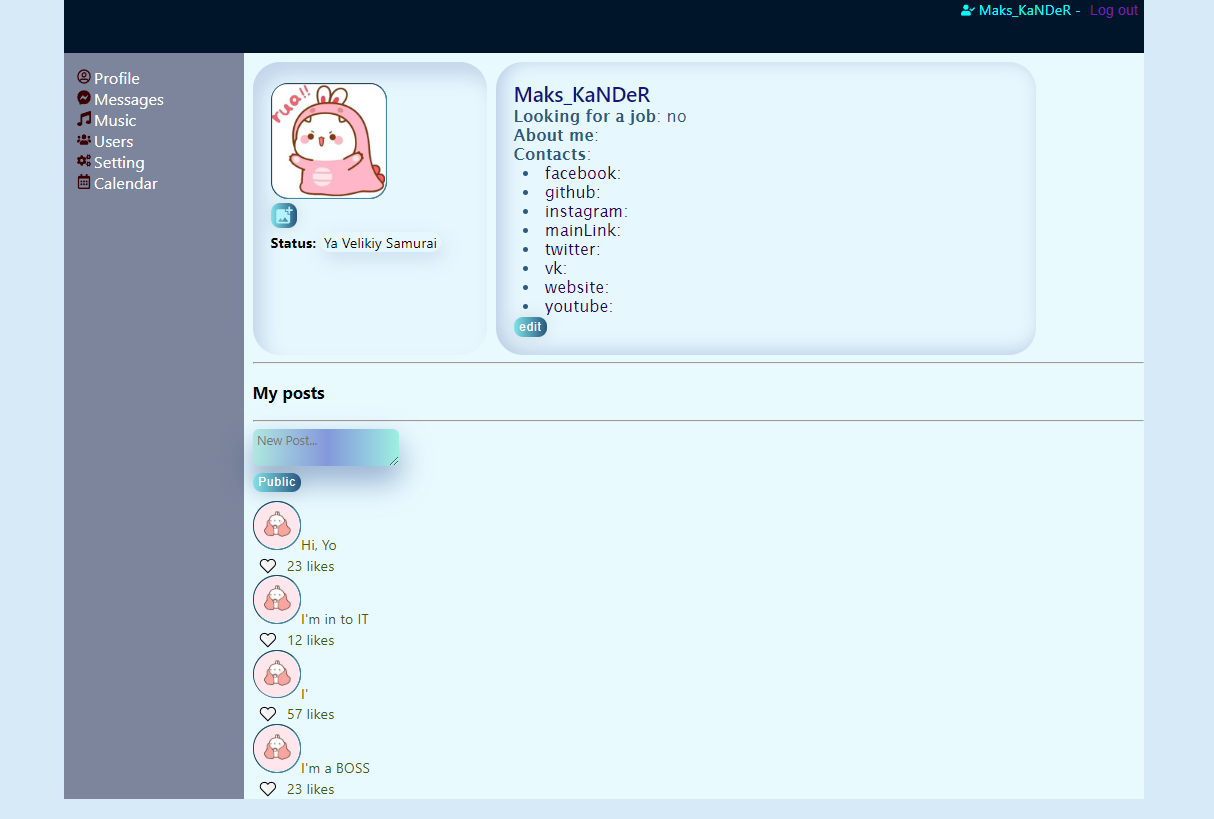 Maks_KaNDeR - Log out
Profile
Messages
Music
Users
Setting
Calendar
rua!!
Status: Ya Velikiy Samurai
Maks_KaNDeR
Looking for a job: no
About me:
Contacts:
facebook:
github:
instagram:
mainLink:
twitter:
vk:
website:
youtube:
edit
My posts
New Post...
Public
Hi, Yo
23 likes
I'm in to IT
12 likes
I'
57 likes
I'm a BOSS
23 likes